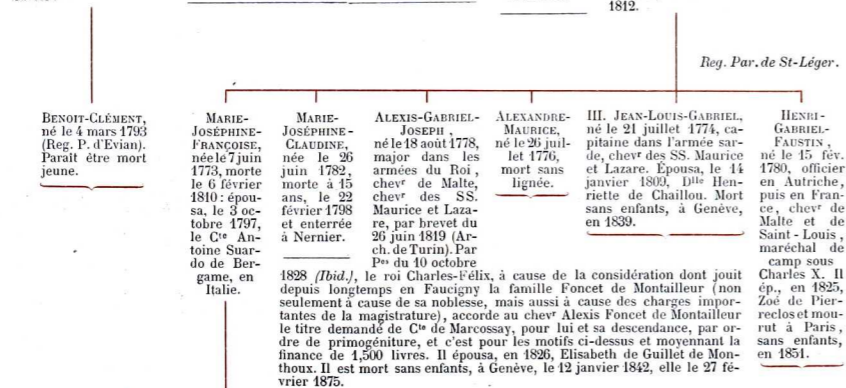 1812.
Reg. Par. de St-Léger.
BENOIT-CLÉMENT,
né le 4 mars 1793
(Reg. P. d'Evian).
Paraît être mort
jeune.
MARIE-
JOSÉPHINE-
FRANÇOISE,
née le 7 juin
1773, morte
le 6 février
1810: épou-
sa, le 3 oc-
tobre 1797,
le Cte An-
toine Suar-
do de Ber-
game, en
Italie.
MARIE-
JOSÉPHINE-
CLAUDINE,
née le 26
juin 1782,
morte à 15
ans, le 22
février 1798
et enterrée
à Nernier.
ALEXIS-GABRIEL-
JOSEPH,
né le 18 août 1778,
major dans les
armées du Roi,
chevr de Malte,
chevr des SS.
Maurice et Laza-
re, par brevet du
26 juin 1819 (Ar-
ch. de Turin). Par
Pes du 10 octobre
1828 (Ibid.), le roi Charles-Félix, à cause de la considération dont jouit
depuis longtemps en Faucigny la famille Foncet de Montailleur (non
seulement à cause de sa noblesse, mais aussi à cause des charges impor-
tantes de la magistrature), accorde au chevr Alexis Foncet de Montailleur
le titre demandé de Cte de Marcossay, pour lui et sa descendance, par or-
dre de primogéniture, et c'est pour les motifs ci-dessus et moyennant la
finance de 1,500 livres. Il épousa, en 1826, Elisabeth de Guillet de Mon-
thoux. Il est mort sans enfants, à Genève, le 12 janvier 1842, elle le 27 fé-
vrier 1875.
ALEXANDRE-
MAURICE,
né le 26 juil-
let 1776,
mort sans
lignée.
III. JEAN-LOUIS-GABRIEL,
né le 21 juillet 1774, ca-
pitaine dans l'armée sar-
de, chevr des SS. Maurice
et Lazare. Épousa, le 14
janvier 1809, Dlle Hen-
riette de Chaillou. Mort
sans enfants, à Genève,
en 1839.
HENRI-
GABRIEL-
FAUSTIN,
né le 15 fév.
1780, officier
en Autriche,
puis en Fran-
ce, chevr de
Malte et de
Saint-Louis,
maréchal de
camp sous
Charles X. Il
ép., en 1825,
Zoé de Pier-
reclos et mou-
rut à Paris,
sans enfants,
en 1851.